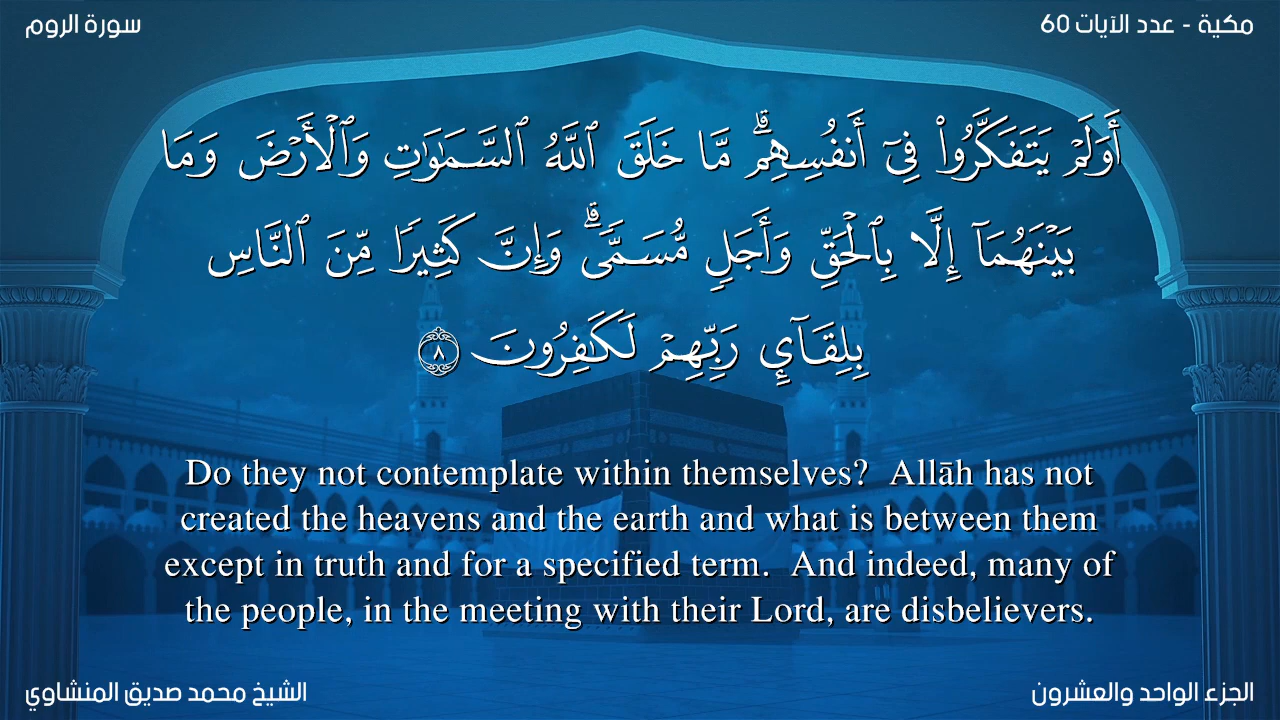 سورة الروم
مكية - عدد الآيات 60
أَوَلَمْ يَتَفَكَّرُوا۟ فِىٓ أَنفُسِهِم ۗ مَّا خَلَقَ ٱللَّهُ ٱلسَّمَـٰوَٰتِ وَٱلْأَرْضَ وَمَا
بَيْنَهُمَآ إِلَّا بِٱلْحَقِّ وَأَجَلٍ مُّسَمًّى ۗ وَإِنَّ كَثِيرًا مِّنَ ٱلنَّاسِ
بِلِقَآئِ رَبِّهِمْ لَكَـٰفِرُونَ ٨
Do they not contemplate within themselves?  Allāh has not
created the heavens and the earth and what is between them
except in truth and for a specified term.  And indeed, many of
the people, in the meeting with their Lord, are disbelievers.
الشيخ محمد صديق المنشاوي
الجزء الواحد والعشرون